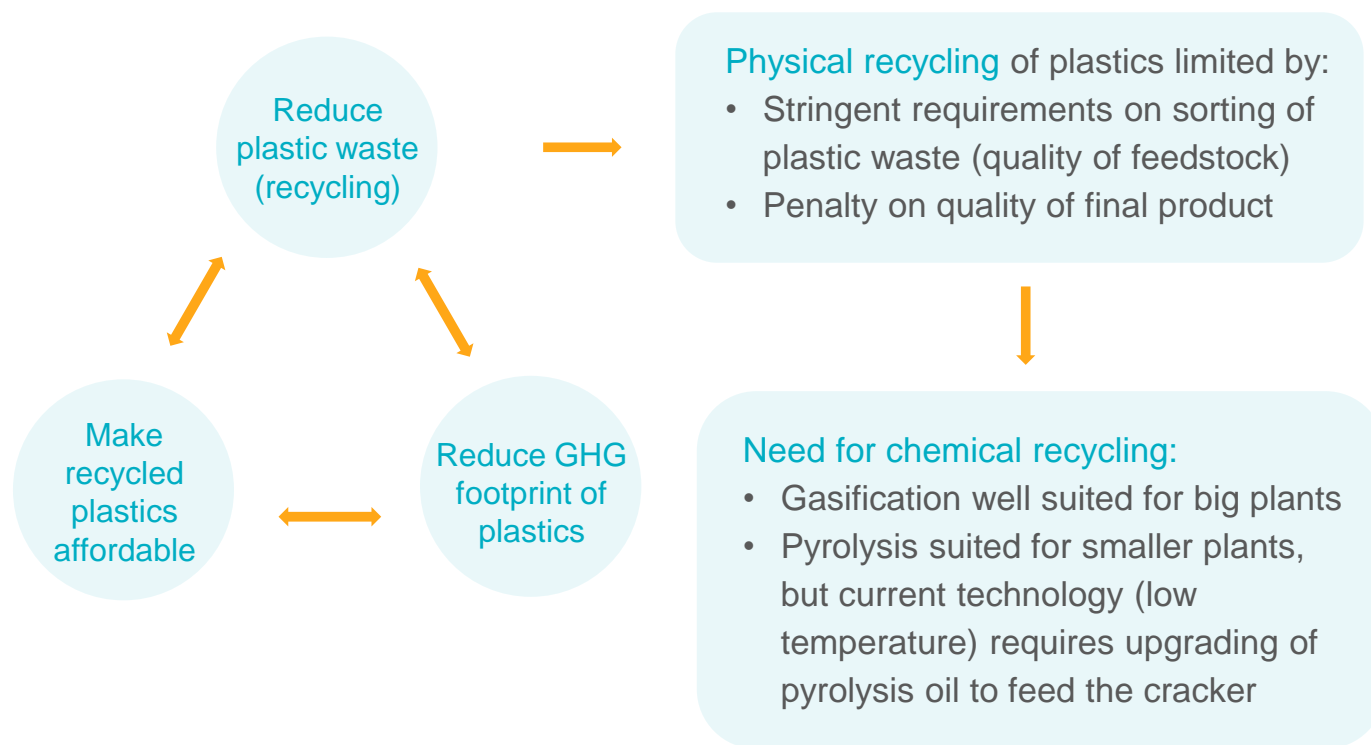 Reduce
plastic waste
(recycling)
Make
recycled
plastics
affordable
Reduce GHG
footprint of
plastics
Physical recycling of plastics limited by:
• Stringent requirements on sorting of
plastic waste (quality of feedstock)
• Penalty on quality of final product
Need for chemical recycling:
• Gasification well suited for big plants
• Pyrolysis suited for smaller plants,
but current technology (low
temperature) requires upgrading of
pyrolysis oil to feed the cracker